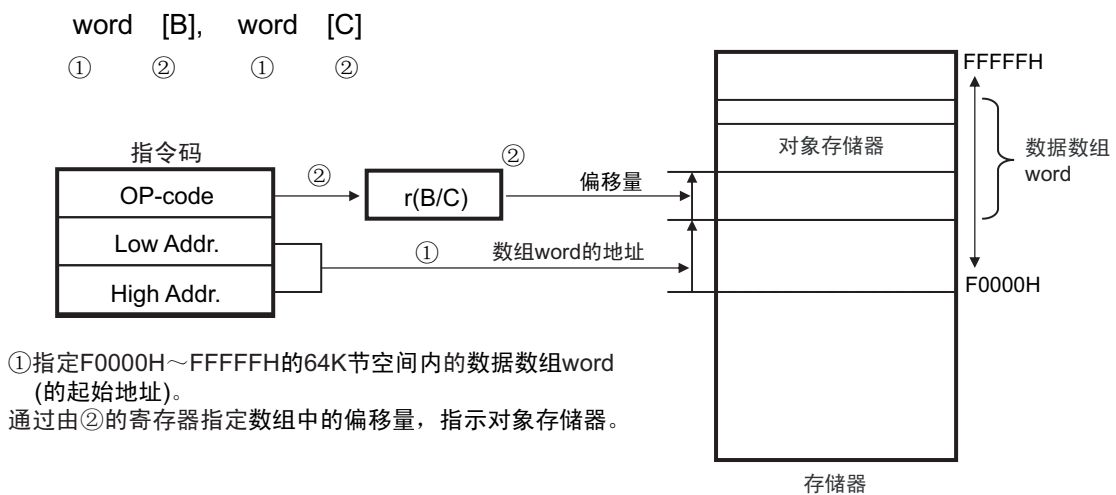 word [B], word [C]
① ② ① ②
指令码
OP-code
Low Addr.
High Addr.
②
r(B/C)
②
偏移量
①
数组word的地址
FFFFFH
对象存储器
数据数组
word
F0000H
存储器
①指定F0000H～FFFFFH的64K节空间内的数据数组word
(的起始地址)。
通过由②的寄存器指定数组中的偏移量，指示对象存储器。